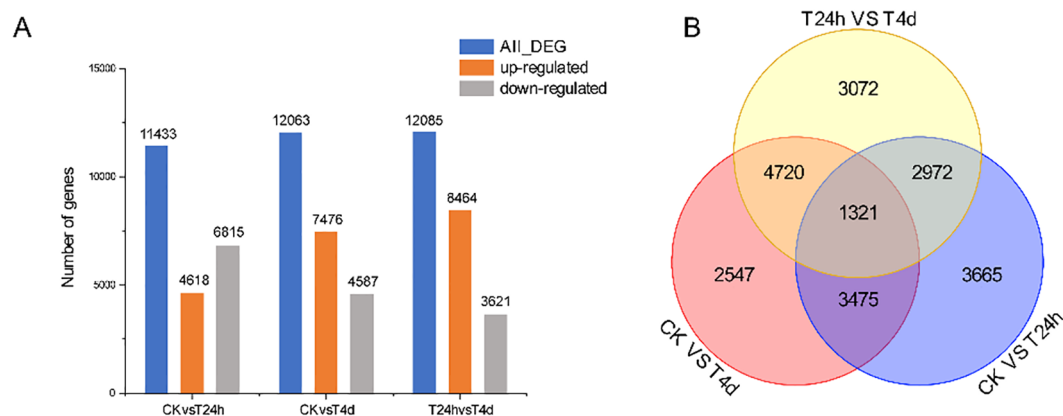 A
All_DEG
up-regulated
down-regulated
Number of genes
15000
10000
5000
0
11433
4618
6815
12063
7476
4587
12085
8464
3621
CKvsT24h
CKvsT4d
T24hvsT4d
B
T24h VS T4d
3072
4720
2972
1321
2547
3475
3665
CK VS T4d
CK VS T24h